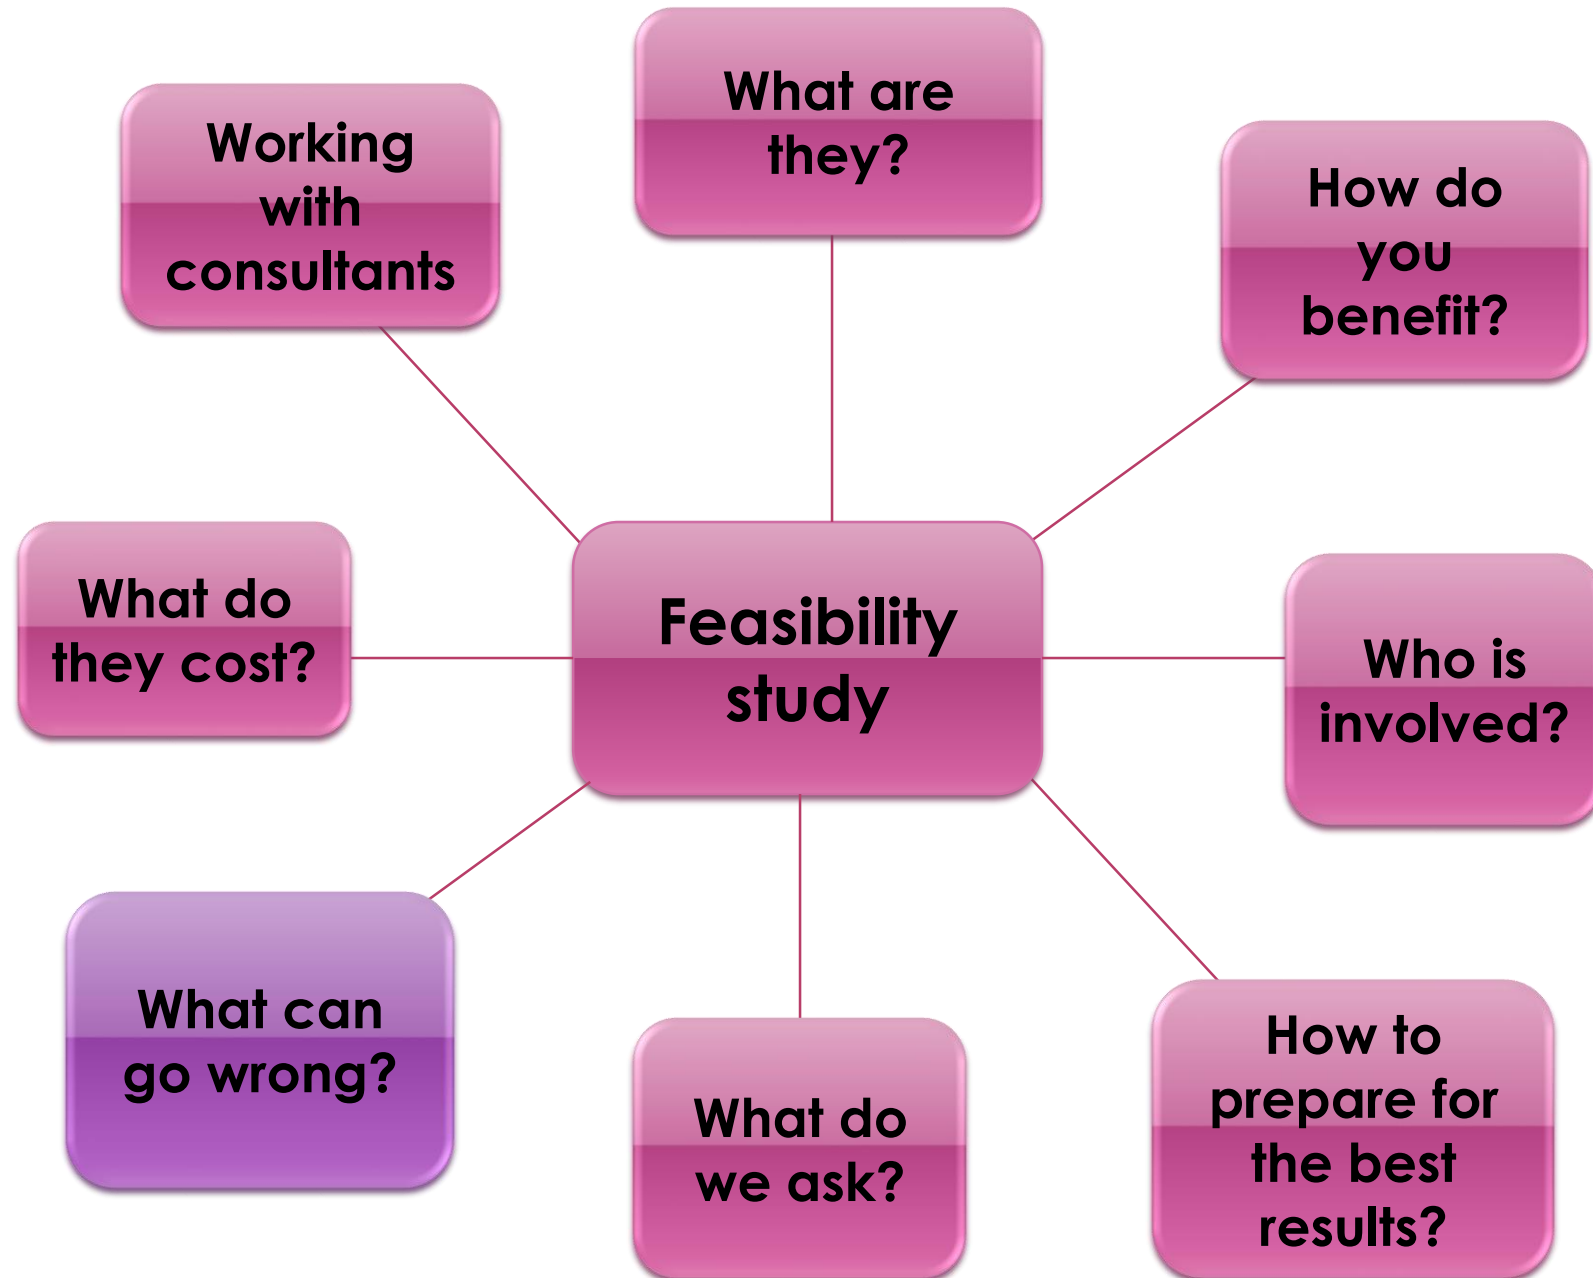 What are
they?
Working
with
consultants
How do
you
benefit?
What do
they cost?
Feasibility
study
Who is
involved?
What can
go wrong?
What do
we ask?
How to
prepare for
the best
results?